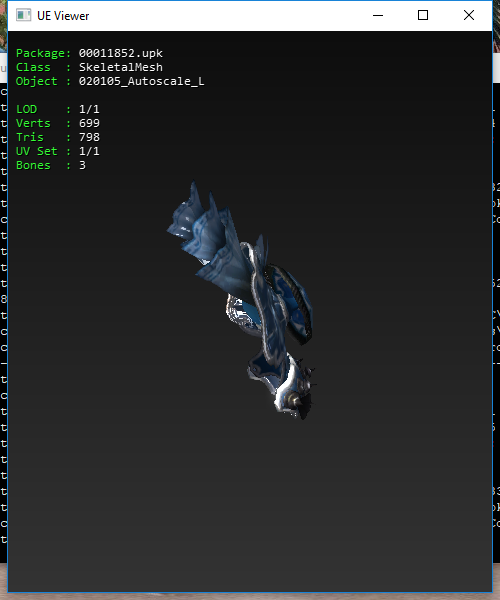 UE Viewer
Package: 00011852.upk
Class  : SkeletalMesh
Object : 020105_Autoscale_L
LOD    : 1/1
Verts  : 699
Tris   : 798
UV Set : 1/1
Bones  : 3